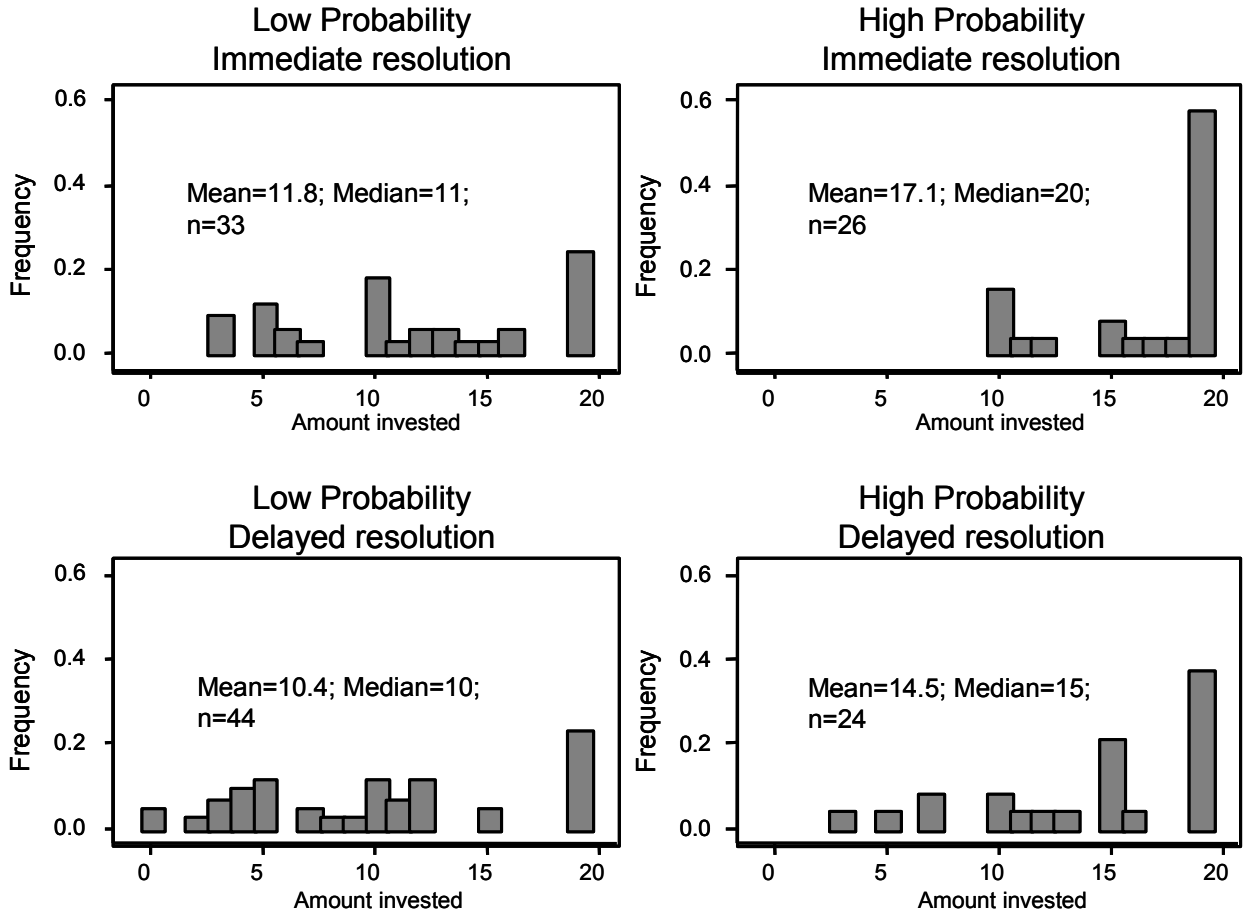 Low Probability
Immediate resolution
0.6
0.4
0.2
0.0
Frequency
Mean=11.8; Median=11;
n=33
0 5 10 15 20
Amount invested
High Probability
Immediate resolution
0.6
0.4
0.2
0.0
Frequency
Mean=17.1; Median=20;
n=26
0 5 10 15 20
Amount invested
Low Probability
Delayed resolution
0.6
0.4
0.2
0.0
Frequency
Mean=10.4; Median=10;
n=44
0 5 10 15 20
Amount invested
High Probability
Delayed resolution
0.6
0.4
0.2
0.0
Frequency
Mean=14.5; Median=15;
n=24
0 5 10 15 20
Amount invested